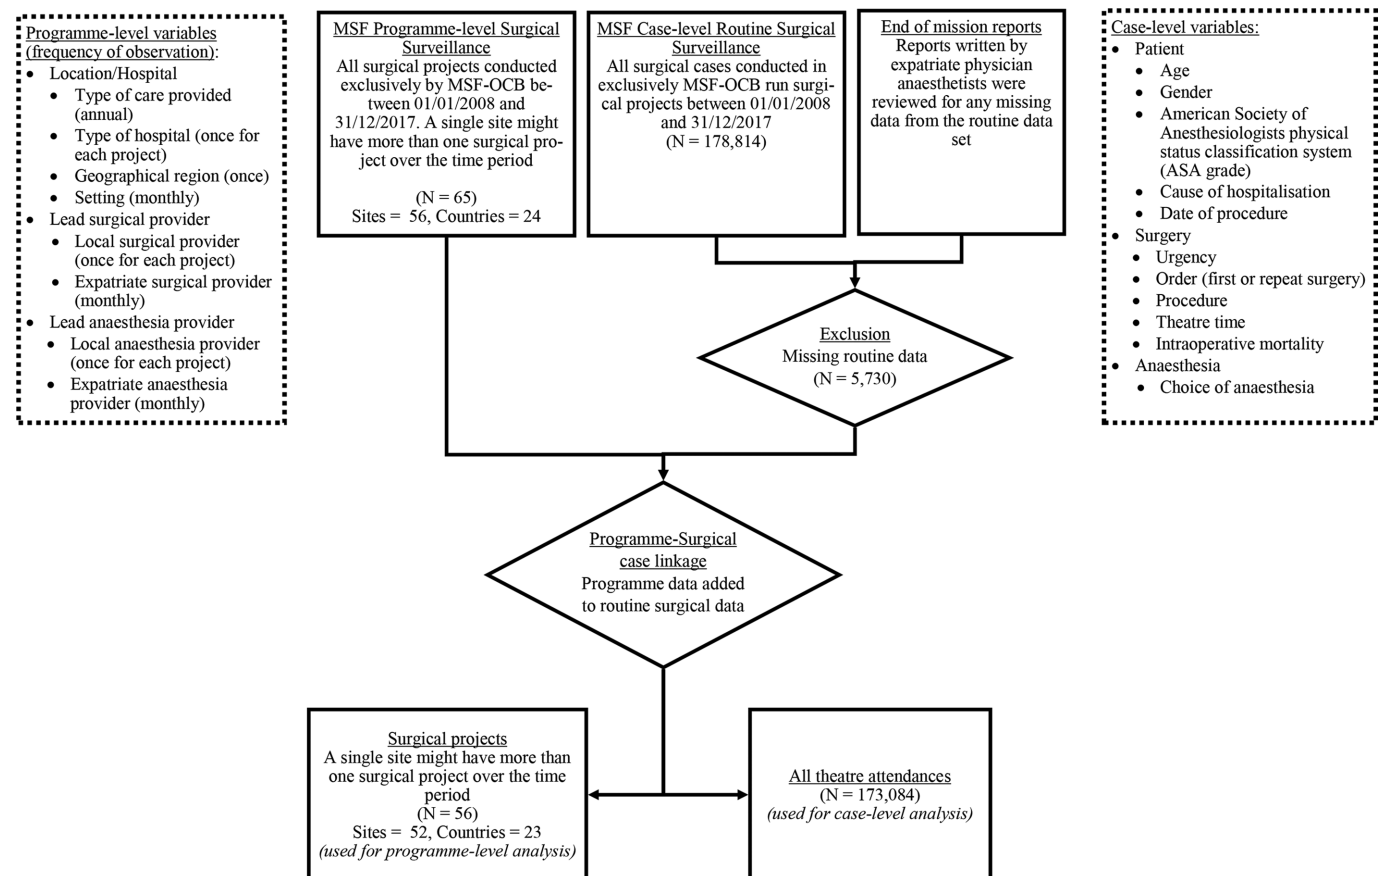 Programme-level variables
(frequency of observation):
• Location/Hospital
• Type of care provided
(annual)
• Type of hospital (once for
each project)
• Geographical region (once)
• Setting (monthly)
• Lead surgical provider
• Local surgical provider
(once for each project)
• Expatriate surgical provider
(monthly)
• Lead anaesthesia provider
• Local anaesthesia provider
(once for each project)
• Expatriate anaesthesia
provider (monthly)
MSF Programme-level Surgical
Surveillance
All surgical projects conducted
exclusively by MSF-OCB be-
tween 01/01/2008 and
31/12/2017. A single site might
have more than one surgical pro-
ject over the time period
(N = 65)
Sites = 56, Countries = 24
MSF Case-level Routine Surgical
Surveillance
All surgical cases conducted in
exclusively MSF-OCB run surgi-
cal projects between 01/01/2008
and 31/12/2017
(N = 178,814)
End of mission reports
Reports written by
expatriate physician
anaesthetists were
reviewed for any missing
data from the routine data
set
Case-level variables:
• Patient
• Age
• Gender
• American Society of
Anesthesiologists physical
status classification system
(ASA grade)
• Cause of hospitalisation
• Date of procedure
• Surgery
• Urgency
• Order (first or repeat surgery)
• Procedure
• Theatre time
• Intraoperative mortality
• Anaesthesia
• Choice of anaesthesia
Exclusion
Missing routine data
(N = 5,730)
Programme-Surgical
case linkage
Programme data added
to routine surgical data
Surgical projects
A single site might have more than
one surgical project over the time
period
(N = 56)
Sites = 52, Countries = 23
(used for programme-level analysis)
All theatre attendances
(N = 173,084)
(used for case-level analysis)